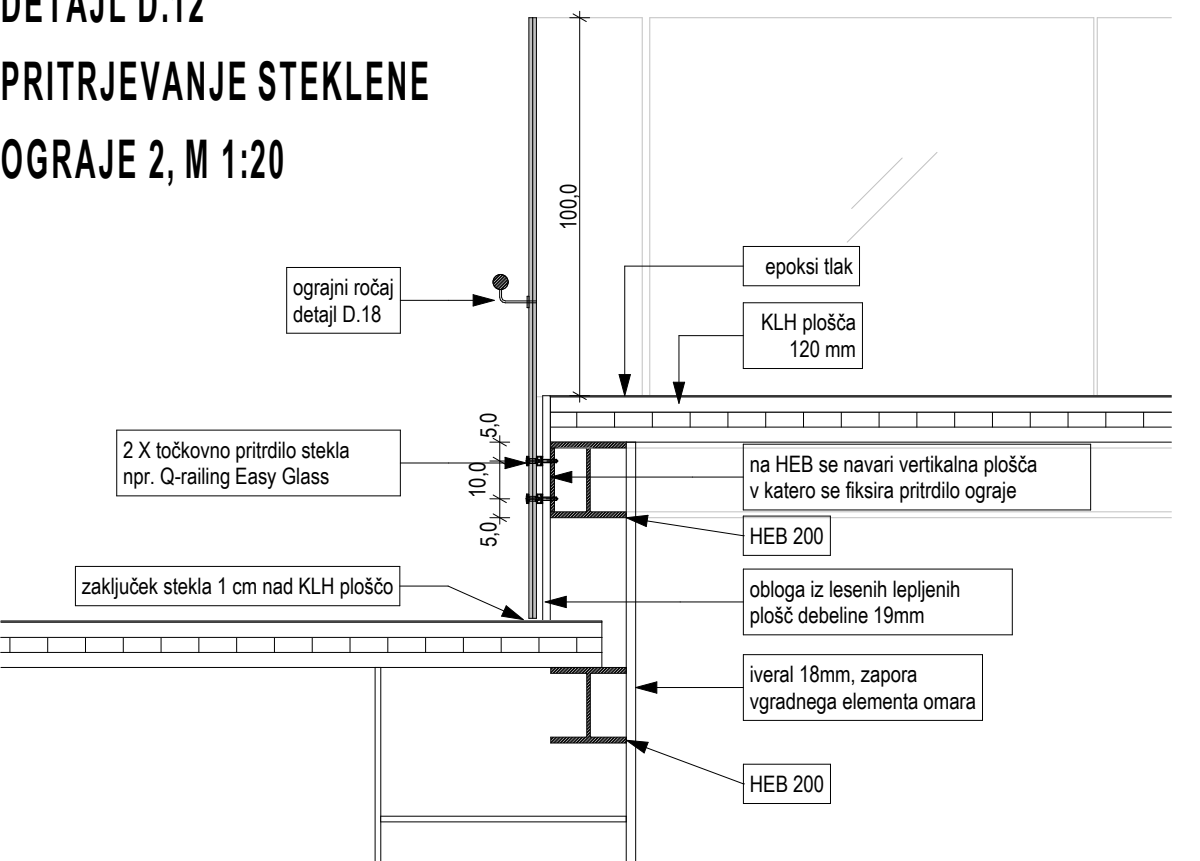 DETAJL D.12
PRITRJEVANJE STEKLENE
OGRAJE 2, M 1:20
100,0
epoksi tlak
ograjni ročaj
detajl D.18
KLH plošča
120 mm
5,0
10,0
5,0
2 X točkovno pritrdilo stekla
npr. Q-railing Easy Glass
na HEB se navari vertikalna plošča
v katero se fiksira pritrdilo ograje
HEB 200
zaključek stekla 1 cm nad KLH ploščo
obloga iz lesenih lepljenih
plošč debeline 19mm
iveral 18mm, zapora
vgradnega elementa omara
HEB 200